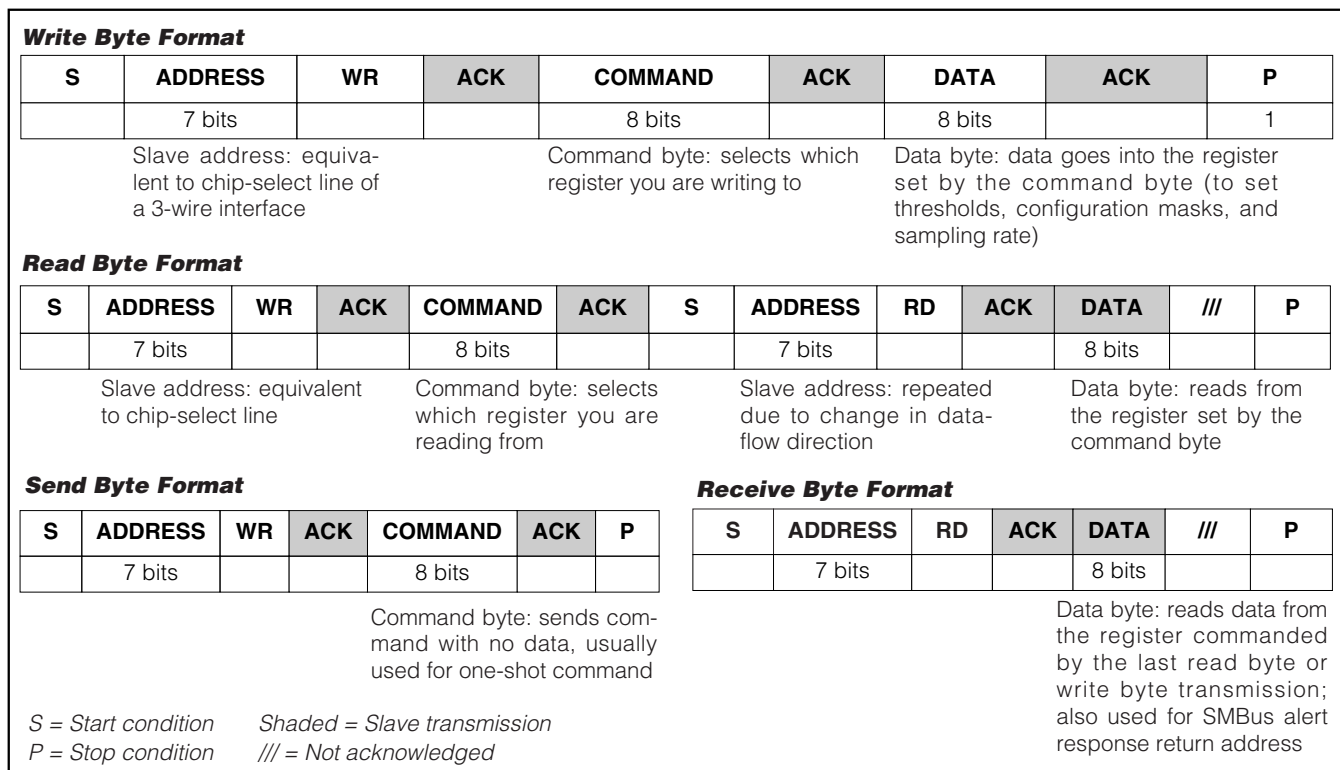 Write Byte Format
S ADDRESS WR ACK COMMAND ACK DATA ACK P
7 bits 8 bits 8 bits 1
Slave address: equiva-
lent to chip-select line of
a 3-wire interface
Command byte: selects which
register you are writing to
Data byte: data goes into the register
set by the command byte (to set
thresholds, configuration masks, and
sampling rate)
Read Byte Format
S ADDRESS WR ACK COMMAND ACK S ADDRESS RD ACK DATA /// P
7 bits 8 bits 7 bits 8 bits
Slave address: equivalent
to chip-select line
Command byte: selects
which register you are
reading from
Slave address: repeated
due to change in data-
flow direction
Data byte: reads from
the register set by the
command byte
Send Byte Format
S ADDRESS WR ACK COMMAND ACK P
7 bits 8 bits
Command byte: sends com-
mand with no data, usually
used for one-shot command
Receive Byte Format
S ADDRESS RD ACK DATA /// P
7 bits 8 bits
Data byte: reads data from
the register commanded
by the last read byte or
write byte transmission;
also used for SMBus alert
response return address
S = Start condition Shaded = Slave transmission
P = Stop condition /// = Not acknowledged